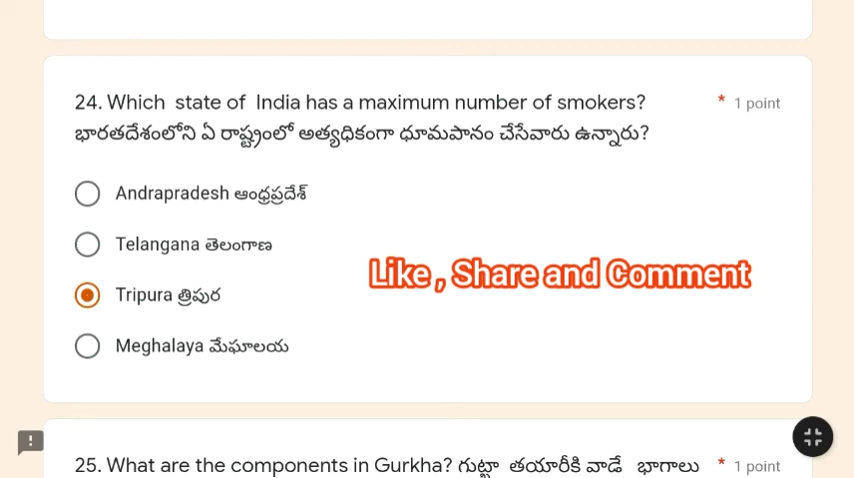 24. Which state of India has a maximum number of smokers? * 1 point
భారతదేశంలోని ఏ రాష్ట్రంలో అత్యధికంగా ధూమపానం చేసేవారు ఉన్నారు?
Andrapradesh ఆంధ్రప్రదేశ్
Telangana తెలంగాణ
Like , Share and Comment
Tripura త్రిపుర
Meghalaya మేఘాలయ
25. What are the components in Gurkha? గుట్టా తయారీకి వాడే భాగాలు * 1 point